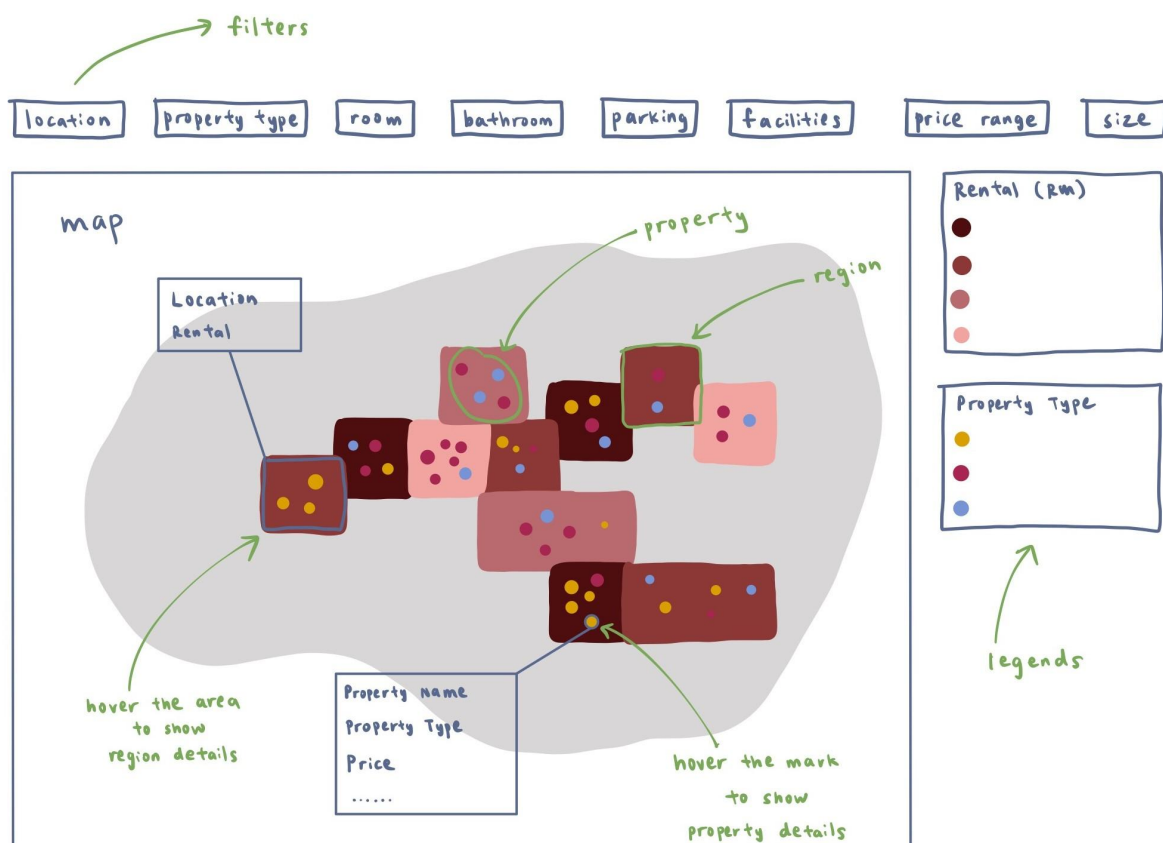 filters
location
property type
room
bathroom
parking
facilities
price range
size
map
property
region
Location
Rental
Rental (RM)
Property Type
legends
hover the area
to show
region details
Property Name
Property Type
Price
......
hover the mark
to show
property details